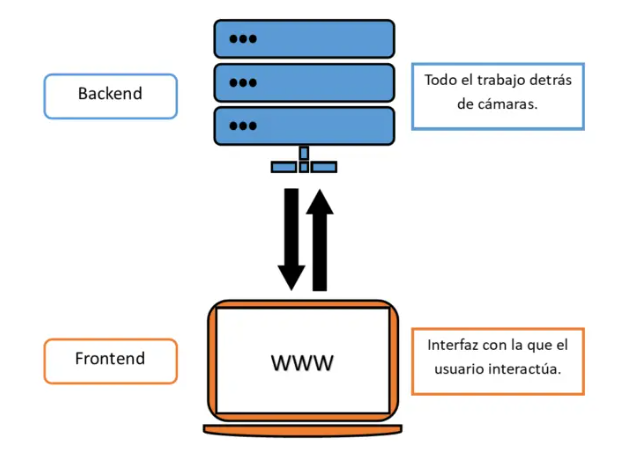 Backend
Todo el trabajo detrás
de cámaras.
Frontend
WWW
Interfaz con la que el
usuario interactúa.